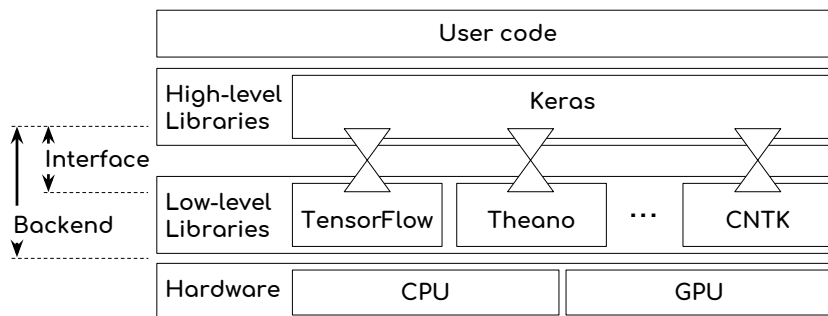 User code
High-level
Libraries
Keras
Interface
Backend
Low-level
Libraries
TensorFlow
Theano
...
CNTK
Hardware
CPU
GPU